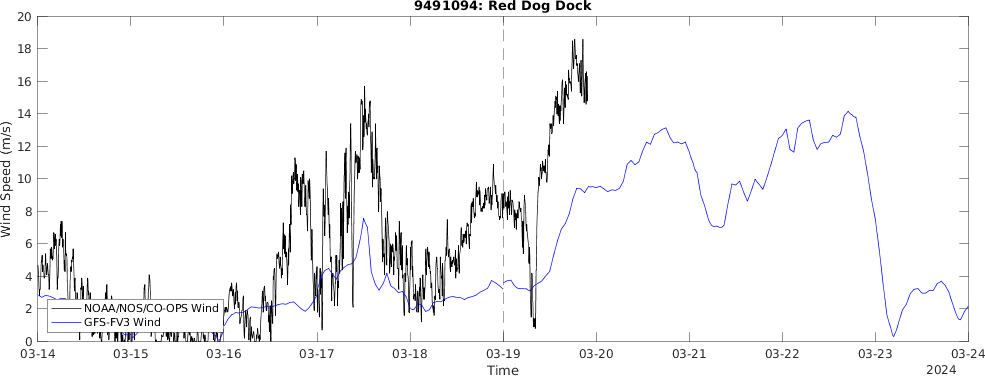 9491094: Red Dog Dock
20
18
16
14
12
10
8
6
4
2
0
Wind Speed (m/s)
NOAA/NOS/CO-OPS Wind
GFS-FV3 Wind
03-14 03-15 03-16 03-17 03-18 03-19 03-20 03-21 03-22 03-23 03-24
Time
2024